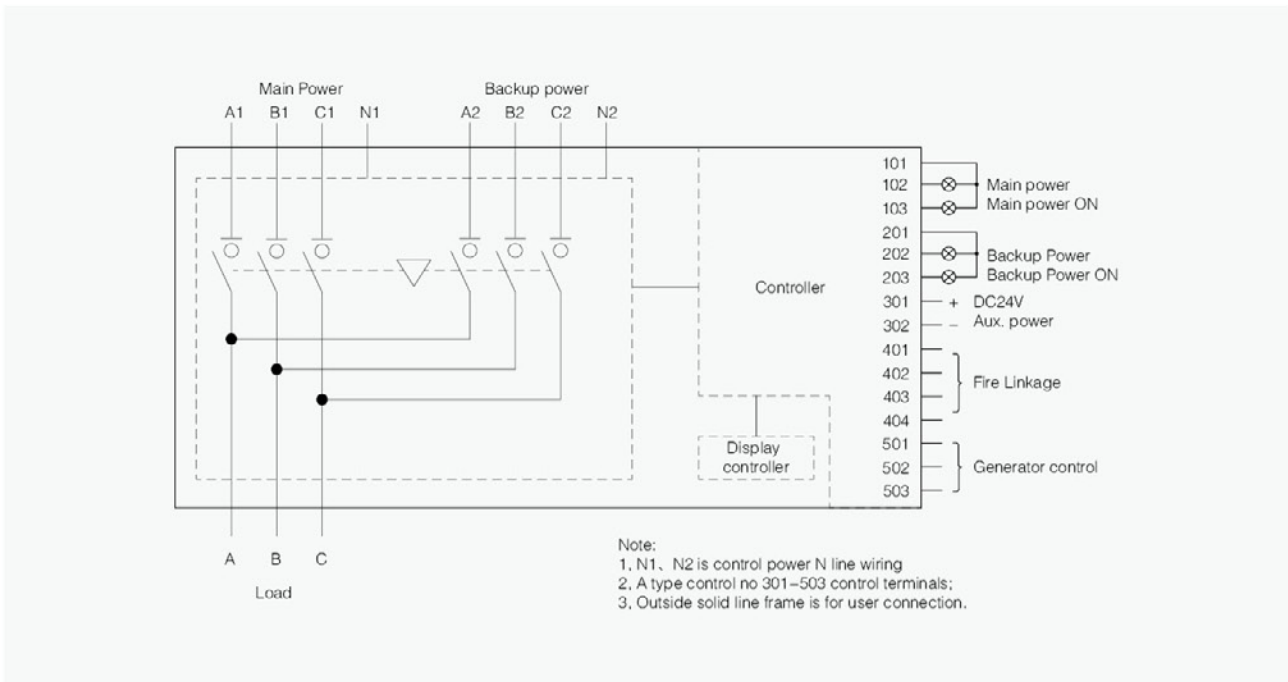 Main Power
Backup power
A1 B1 C1 N1 A2 B2 C2 N2
101
102 Main power
103 Main power ON
201
202 Backup Power
203 Backup Power ON
Controller
301 + DC24V
302 – Aux. power
401
402
403
Fire Linkage
404
501
502
503
Generator control
Display
controller
A B C
Load
Note:
1, N1、N2 is control power N line wiring
2, A type control no 301–503 control terminals;
3, Outside solid line frame is for user connection.